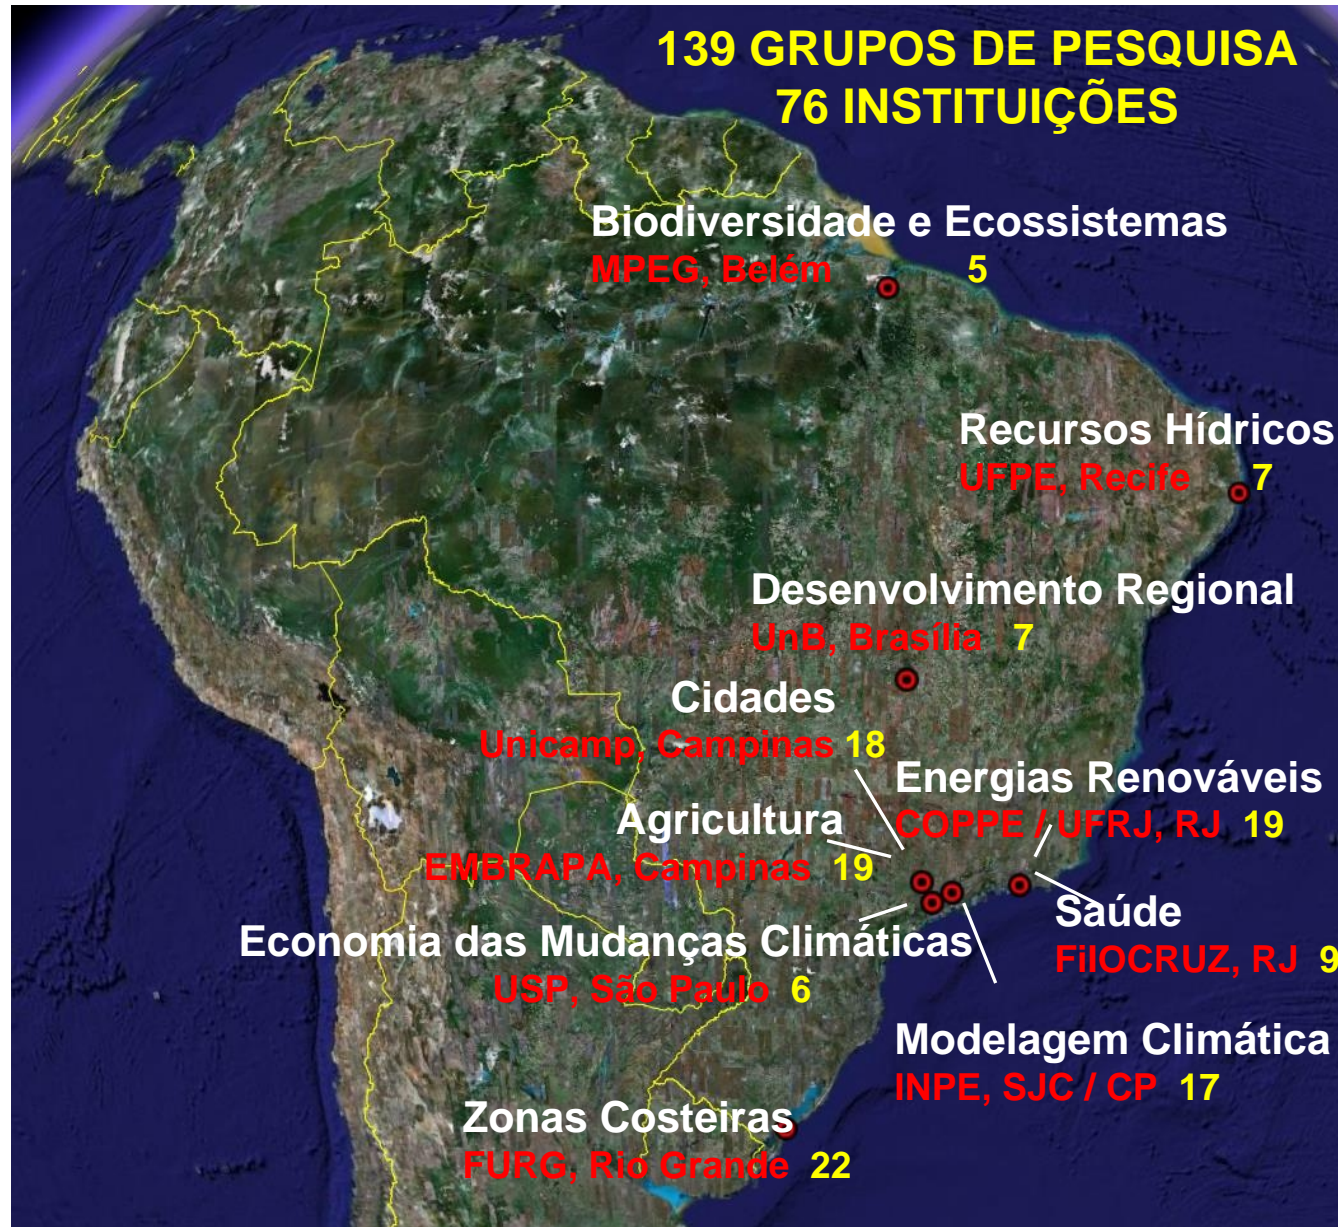 139 GRUPOS DE PESQUISA
76 INSTITUIÇÕES
Biodiversidade e Ecossistemas
MPEG, Belém 5
Recursos Hídricos
UFPE, Recife 7
Desenvolvimento Regional
UnB, Brasília 7
Cidades
Unicamp, Campinas 18
Energias Renováveis
COPPE / UFRJ, RJ 19
Agricultura
EMBRAPA, Campinas 19
Saúde
FiIOCRUZ, RJ 9
Economia das Mudanças Climáticas
USP, São Paulo 6
Modelagem Climática
INPE, SJC / CP 17
Zonas Costeiras
FURG, Rio Grande 22